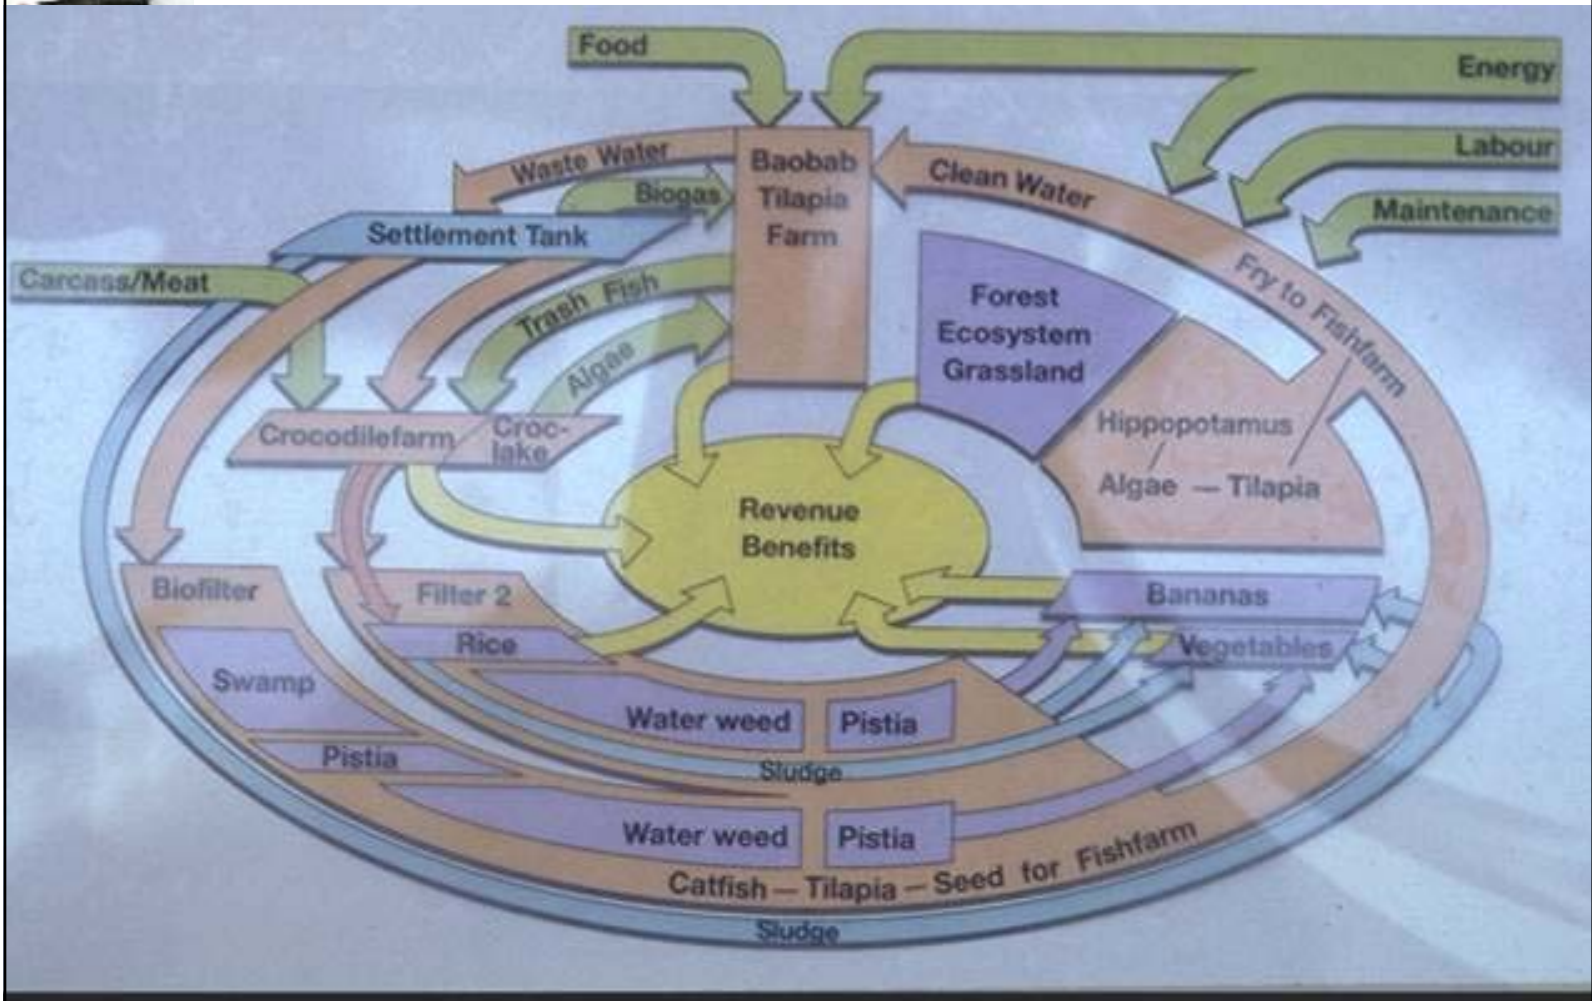 Food
Energy
Labour
Maintenance
Waste Water
Biogas
Baobab
Tilapia
Farm
Clean Water
Settlement Tank
Carcass/Meat
Trash Fish
Algae
Fry to Fishfarm
Forest
Ecosystem
Grassland
Hippopotamus
Algae — Tilapia
Crocodilefarm
Croc-
lake
Revenue
Benefits
Biofilter
Filter 2
Rice
Bananas
Vegetables
Swamp
Water weed
Pistia
Pistia
Sludge
Water weed
Pistia
Catfish — Tilapia — Seed for Fishfarm
Sludge